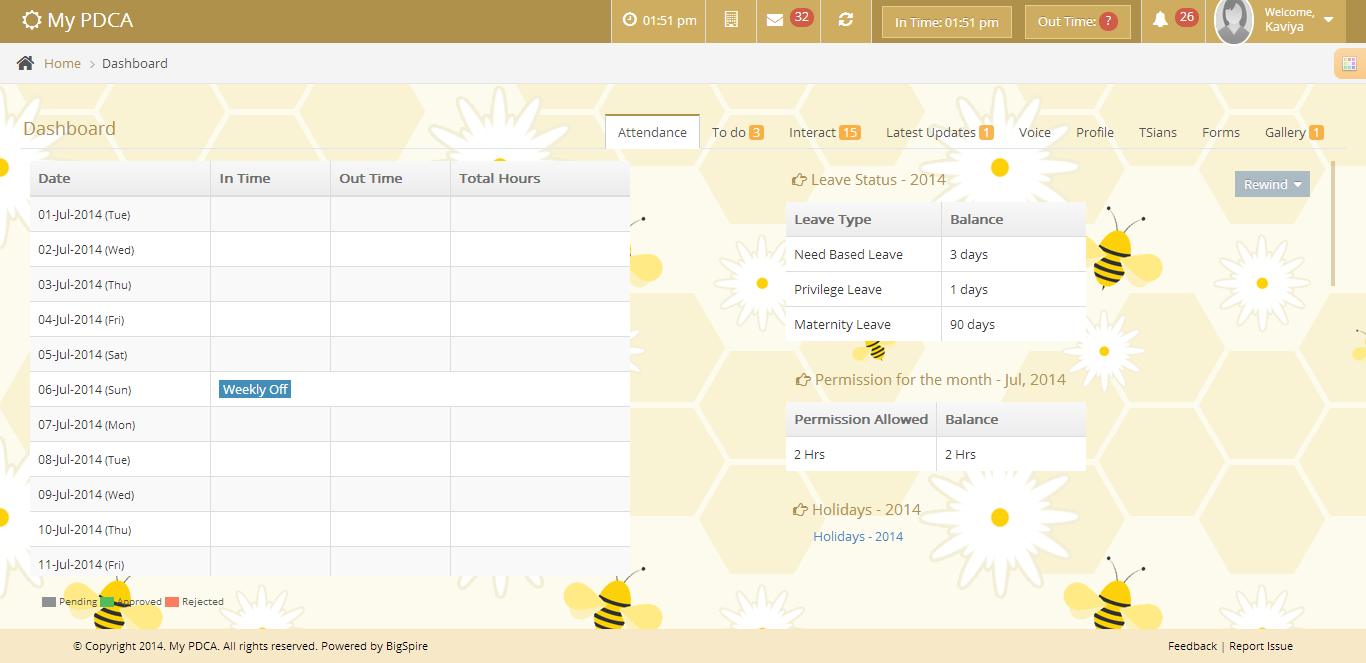 My PDCA
01:51 pm
32
In Time: 01:51 pm
Out Time: ?
26
Welcome,
Kaviya
Home > Dashboard
Dashboard
Attendance
To do 3
Interact 15
Latest Updates 1
Voice
Profile
TSians
Forms
Gallery 1
Date In Time Out Time Total Hours
01-Jul-2014 (Tue)
02-Jul-2014 (Wed)
03-Jul-2014 (Thu)
04-Jul-2014 (Fri)
05-Jul-2014 (Sat)
06-Jul-2014 (Sun) Weekly Off
07-Jul-2014 (Mon)
08-Jul-2014 (Tue)
09-Jul-2014 (Wed)
10-Jul-2014 (Thu)
11-Jul-2014 (Fri)
Pending Approved Rejected
Leave Status - 2014
Rewind
Leave Type Balance
Need Based Leave 3 days
Privilege Leave 1 days
Maternity Leave 90 days
Permission for the month - Jul, 2014
Permission Allowed Balance
2 Hrs 2 Hrs
Holidays - 2014
Holidays - 2014
© Copyright 2014. My PDCA. All rights reserved. Powered by BigSpire
Feedback | Report Issue